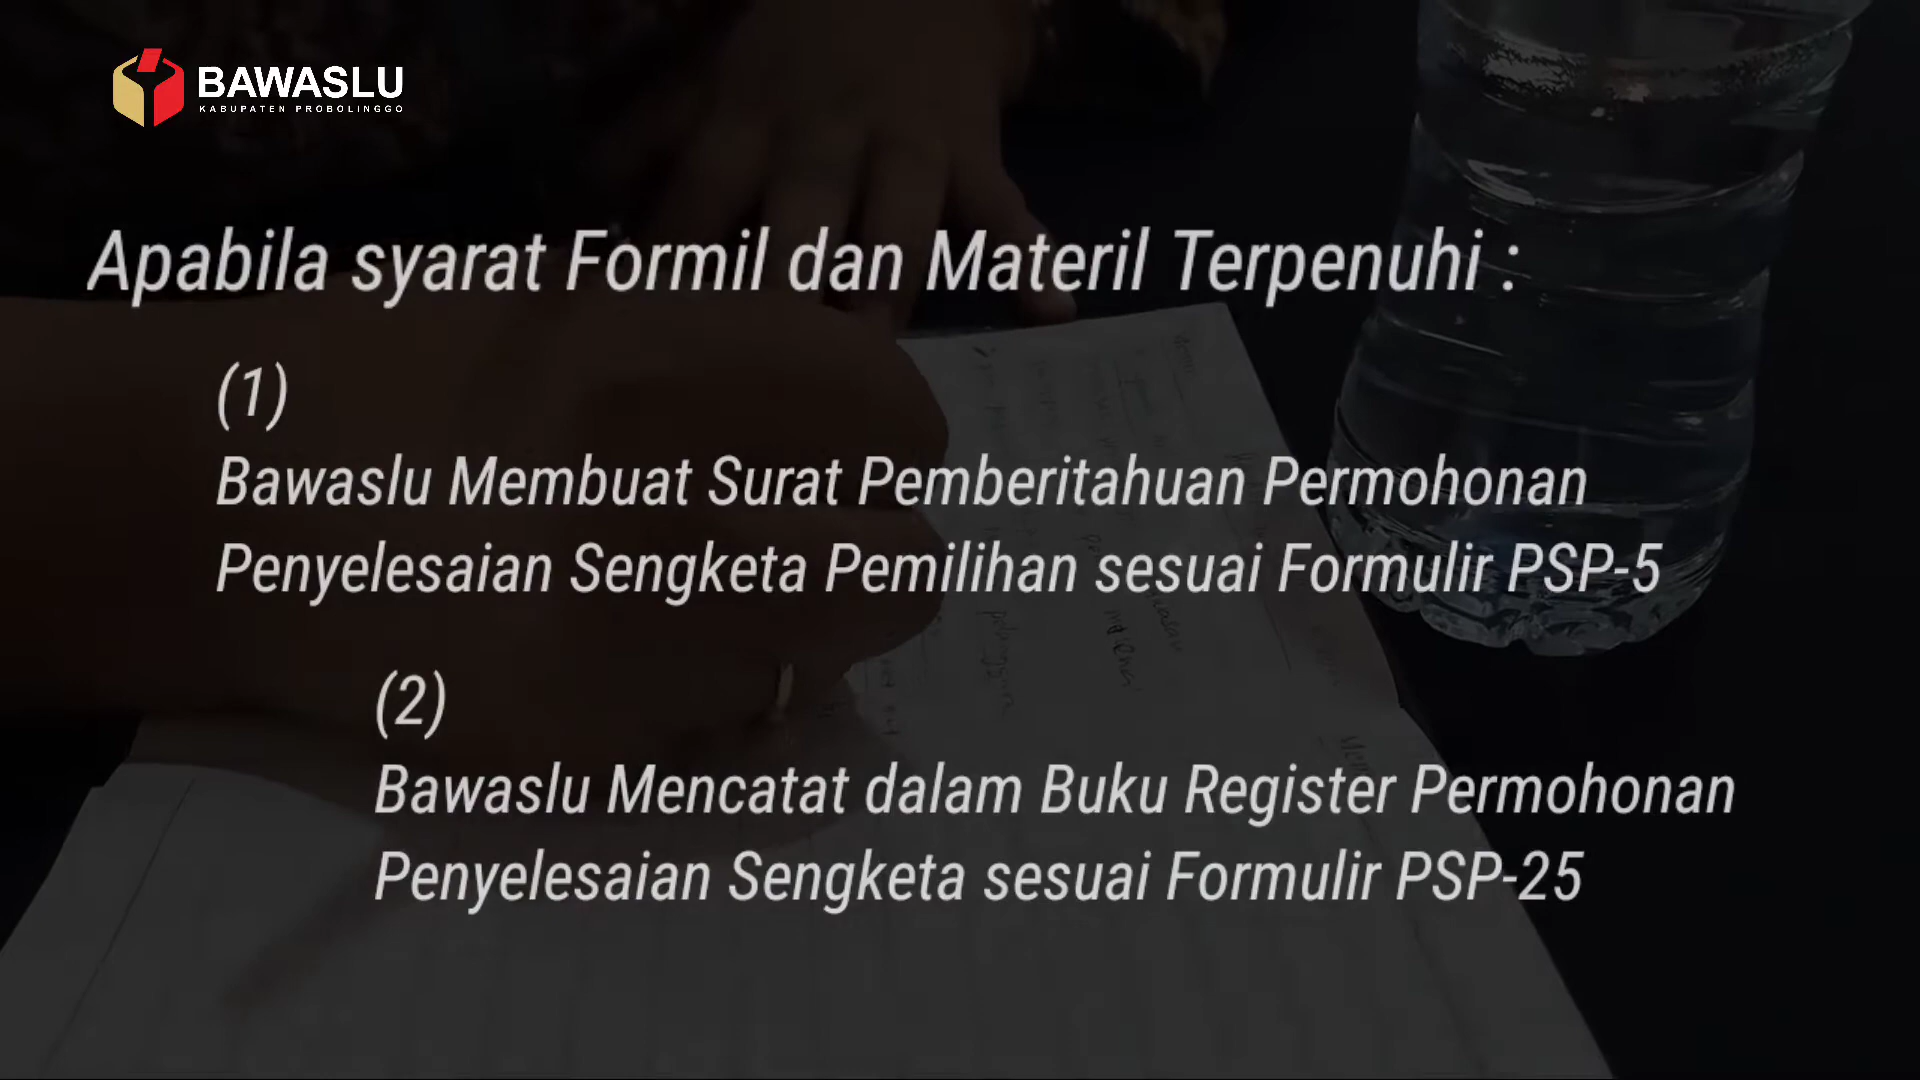 BAWASLU
KABUPATEN PROBOLINGGO
Apabila syarat Formil dan Materil Terpenuhi :
(1)
Bawaslu Membuat Surat Pemberitahuan Permohonan
Penyelesaian Sengketa Pemilihan sesuai Formulir PSP-5
(2)
Bawaslu Mencatat dalam Buku Register Permohonan
Penyelesaian Sengketa sesuai Formulir PSP-25